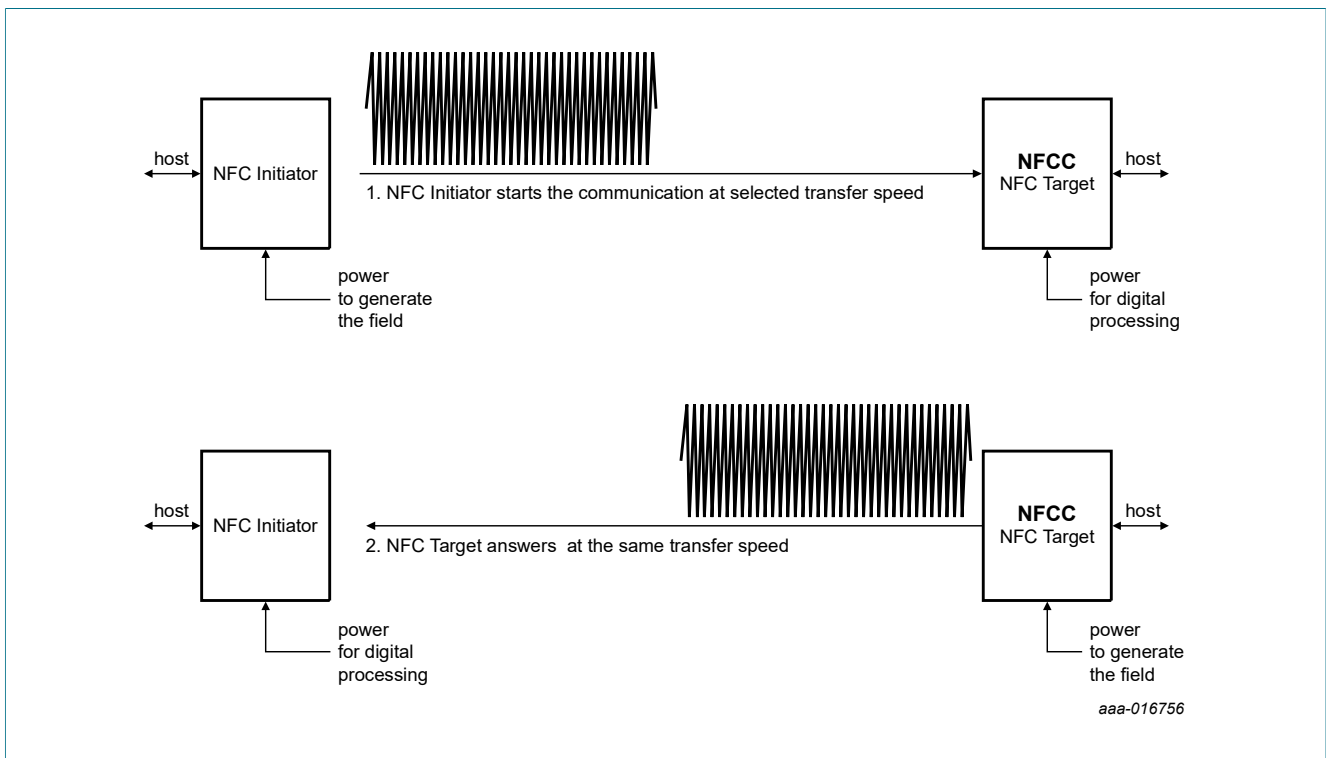 host
NFC Initiator
1. NFC Initiator starts the communication at selected transfer speed
NFCC
NFC Target
host
power
to generate
the field
power
for digital
processing
host
NFC Initiator
2. NFC Target answers at the same transfer speed
NFCC
NFC Target
host
power
for digital
processing
power
to generate
the field
aaa-016756